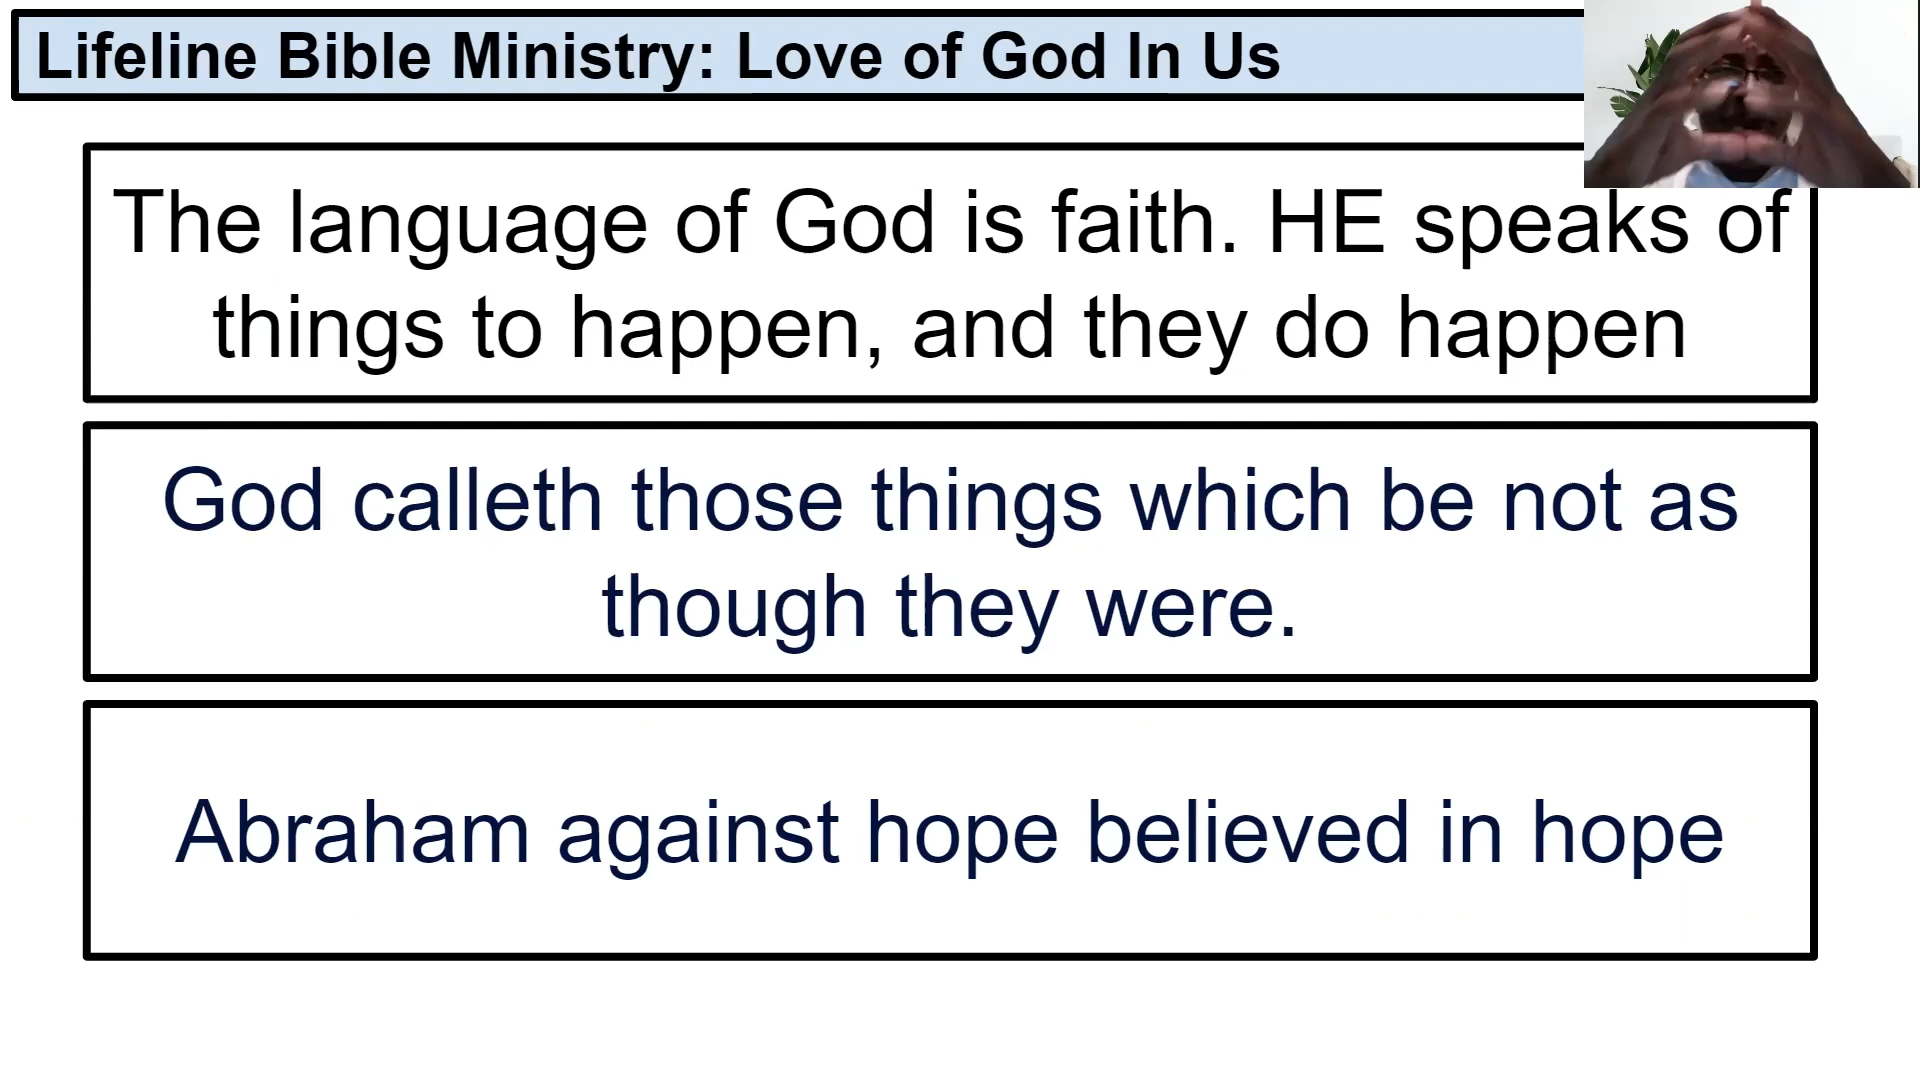 Lifeline Bible Ministry: Love of God In Us
The language of God is faith. HE speaks of
things to happen, and they do happen
God calleth those things which be not as
though they were.
Abraham against hope believed in hope